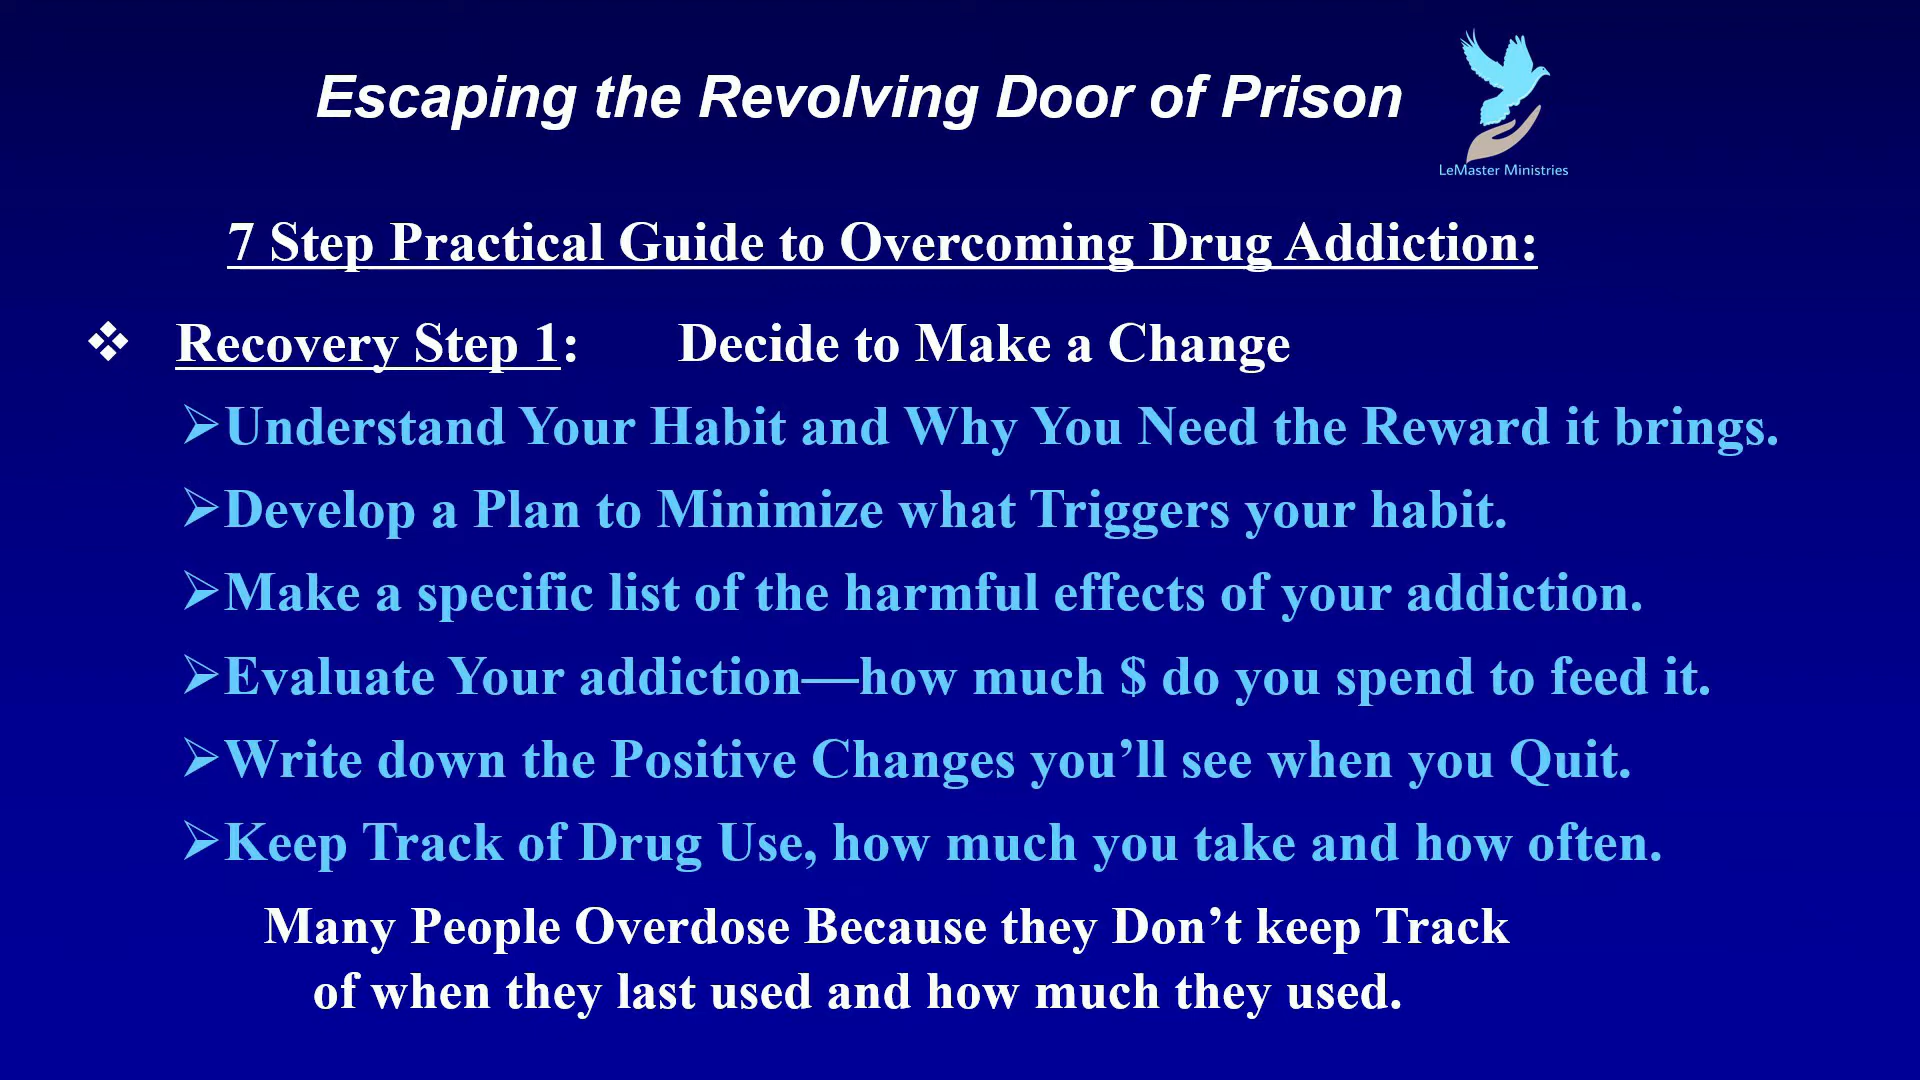 Escaping the Revolving Door of Prison
LeMaster Ministries
7 Step Practical Guide to Overcoming Drug Addiction:
❖ Recovery Step 1: Decide to Make a Change
➢Understand Your Habit and Why You Need the Reward it brings.
➢Develop a Plan to Minimize what Triggers your habit.
➢Make a specific list of the harmful effects of your addiction.
➢Evaluate Your addiction—how much $ do you spend to feed it.
➢Write down the Positive Changes you’ll see when you Quit.
➢Keep Track of Drug Use, how much you take and how often.
Many People Overdose Because they Don’t keep Track
of when they last used and how much they used.